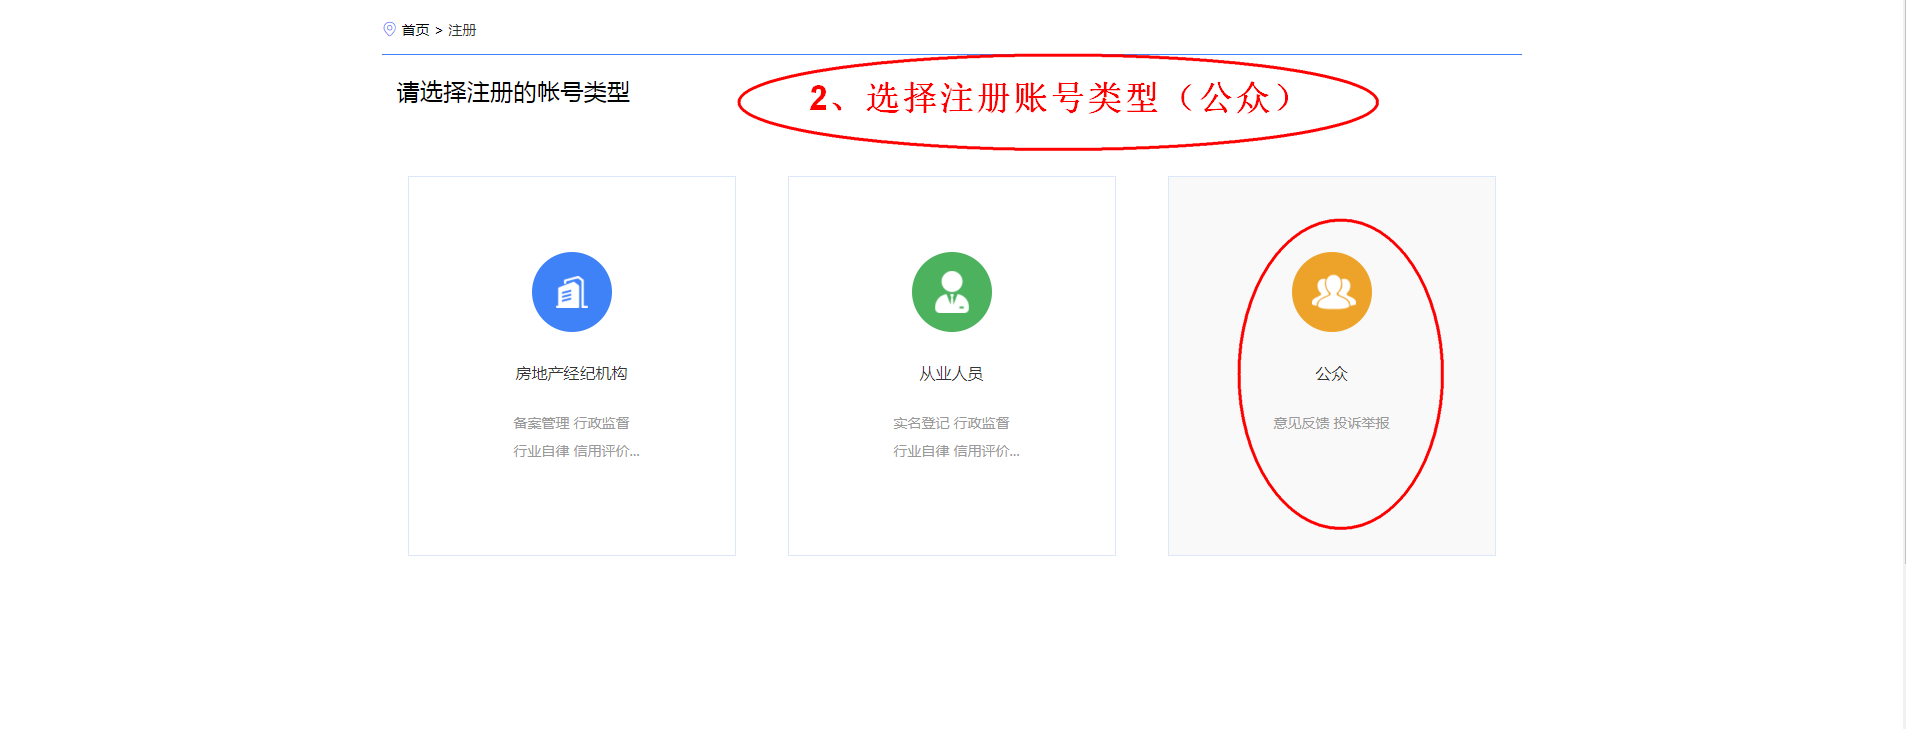 首页 > 注册
请选择注册的帐号类型
2、选择注册账号类型（公众）
房地产经纪机构
备案管理 行政监督
行业自律 信用评价...
从业人员
实名登记 行政监督
行业自律 信用评价...
公众
意见反馈 投诉举报